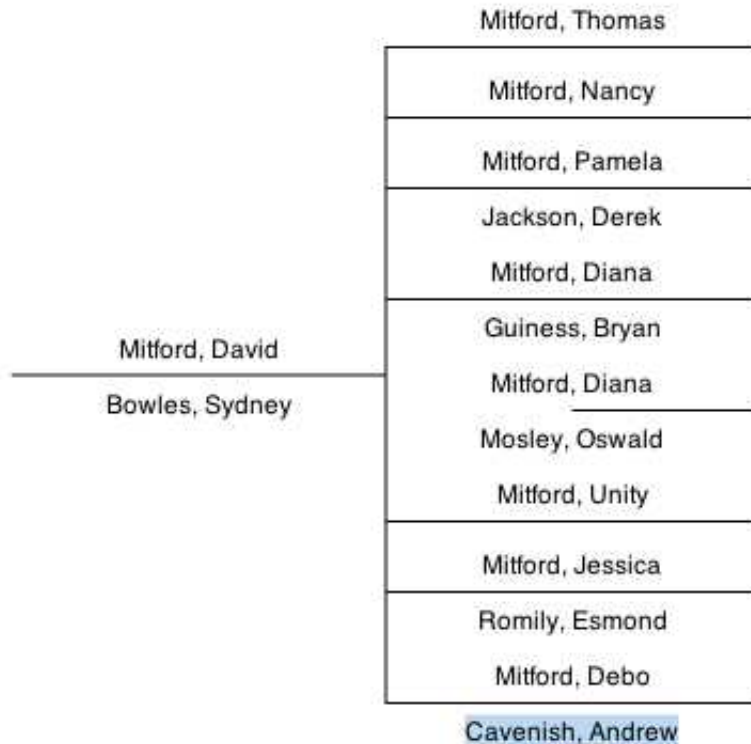 Mitford, Thomas
Mitford, Nancy
Mitford, Pamela
Jackson, Derek
Mitford, Diana
Guiness, Bryan
Mitford, David
Mitford, Diana
Bowles, Sydney
Mosley, Oswald
Mitford, Unity
Mitford, Jessica
Romily, Esmond
Mitford, Debo
Cavenish, Andrew